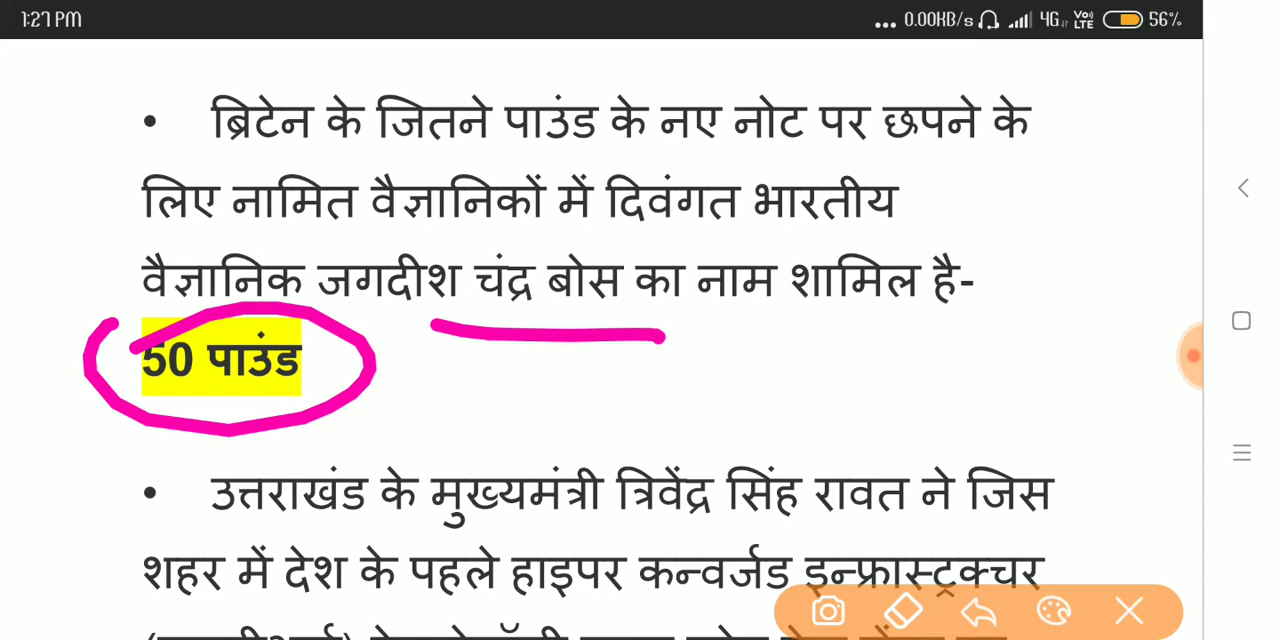 1:27 PM
... 0.00KB/s 4G VoLTE 56%
• ब्रिटेन के जितने पाउंड के नए नोट पर छपने के
लिए नामित वैज्ञानिकों में दिवंगत भारतीय
वैज्ञानिक जगदीश चंद्र बोस का नाम शामिल है-
50 पाउंड
• उत्तराखंड के मुख्यमंत्री त्रिवेंद्र सिंह रावत ने जिस
शहर में देश के पहले हाइपर कन्वर्जड इन्फ्रास्ट्रक्चर